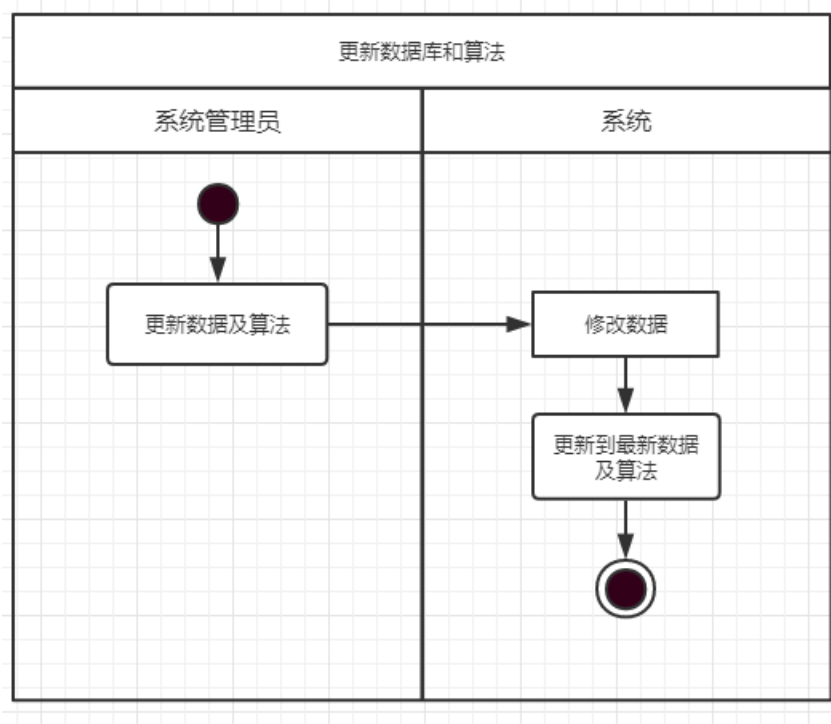 更新数据库和算法
系统管理员
系统
更新数据及算法
修改数据
更新到最新数据
及算法